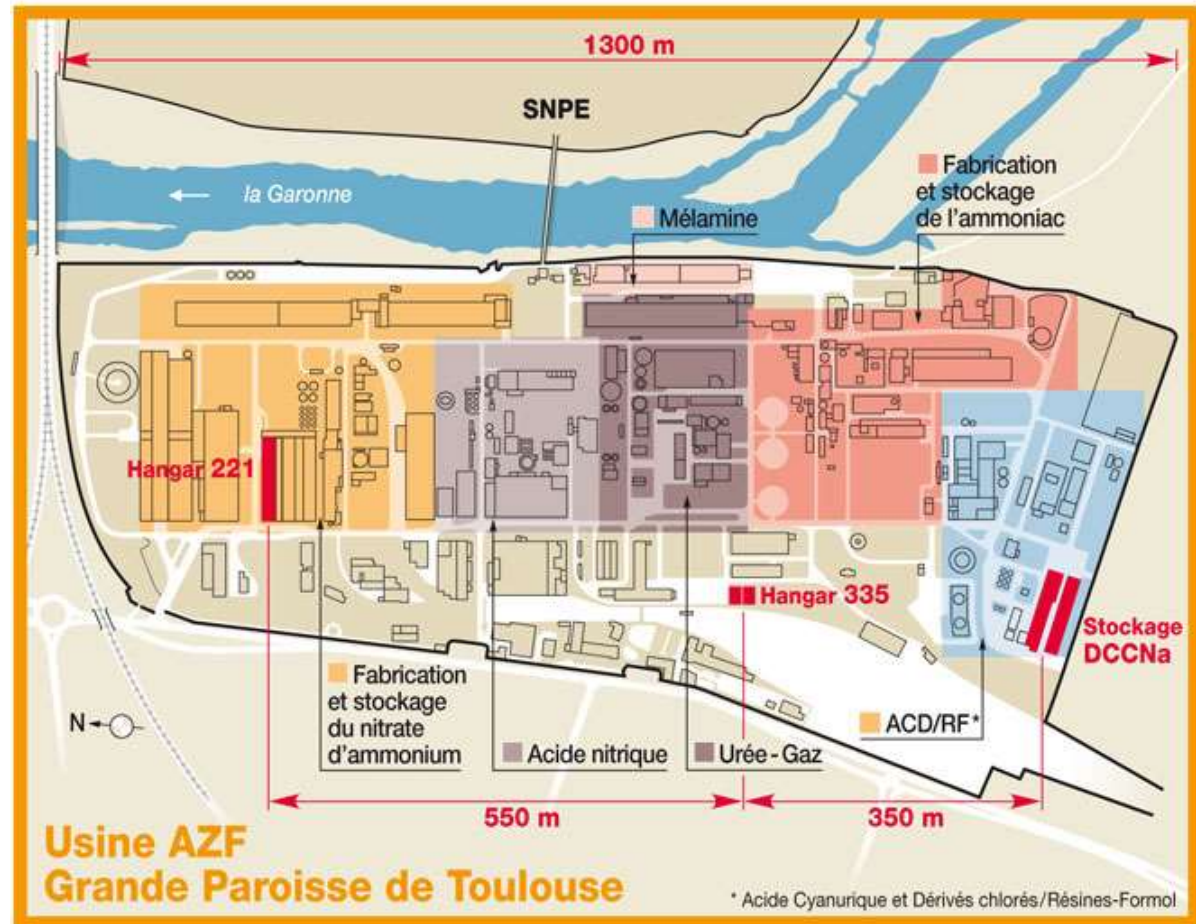 1300 m
SNPE
la Garonne
Fabrication
et stockage
de l'ammoniac
Mélamine
Hangar 221
Hangar 335
Stockage
DCCNa
Fabrication
et stockage
du nitrate
d'ammonium
Acide nitrique
Urée - Gaz
ACD/RF*
N
550 m
350 m
Usine AZF
Grande Paroisse de Toulouse
* Acide Cyanurique et Dérivés chlorés/Résines-Formol